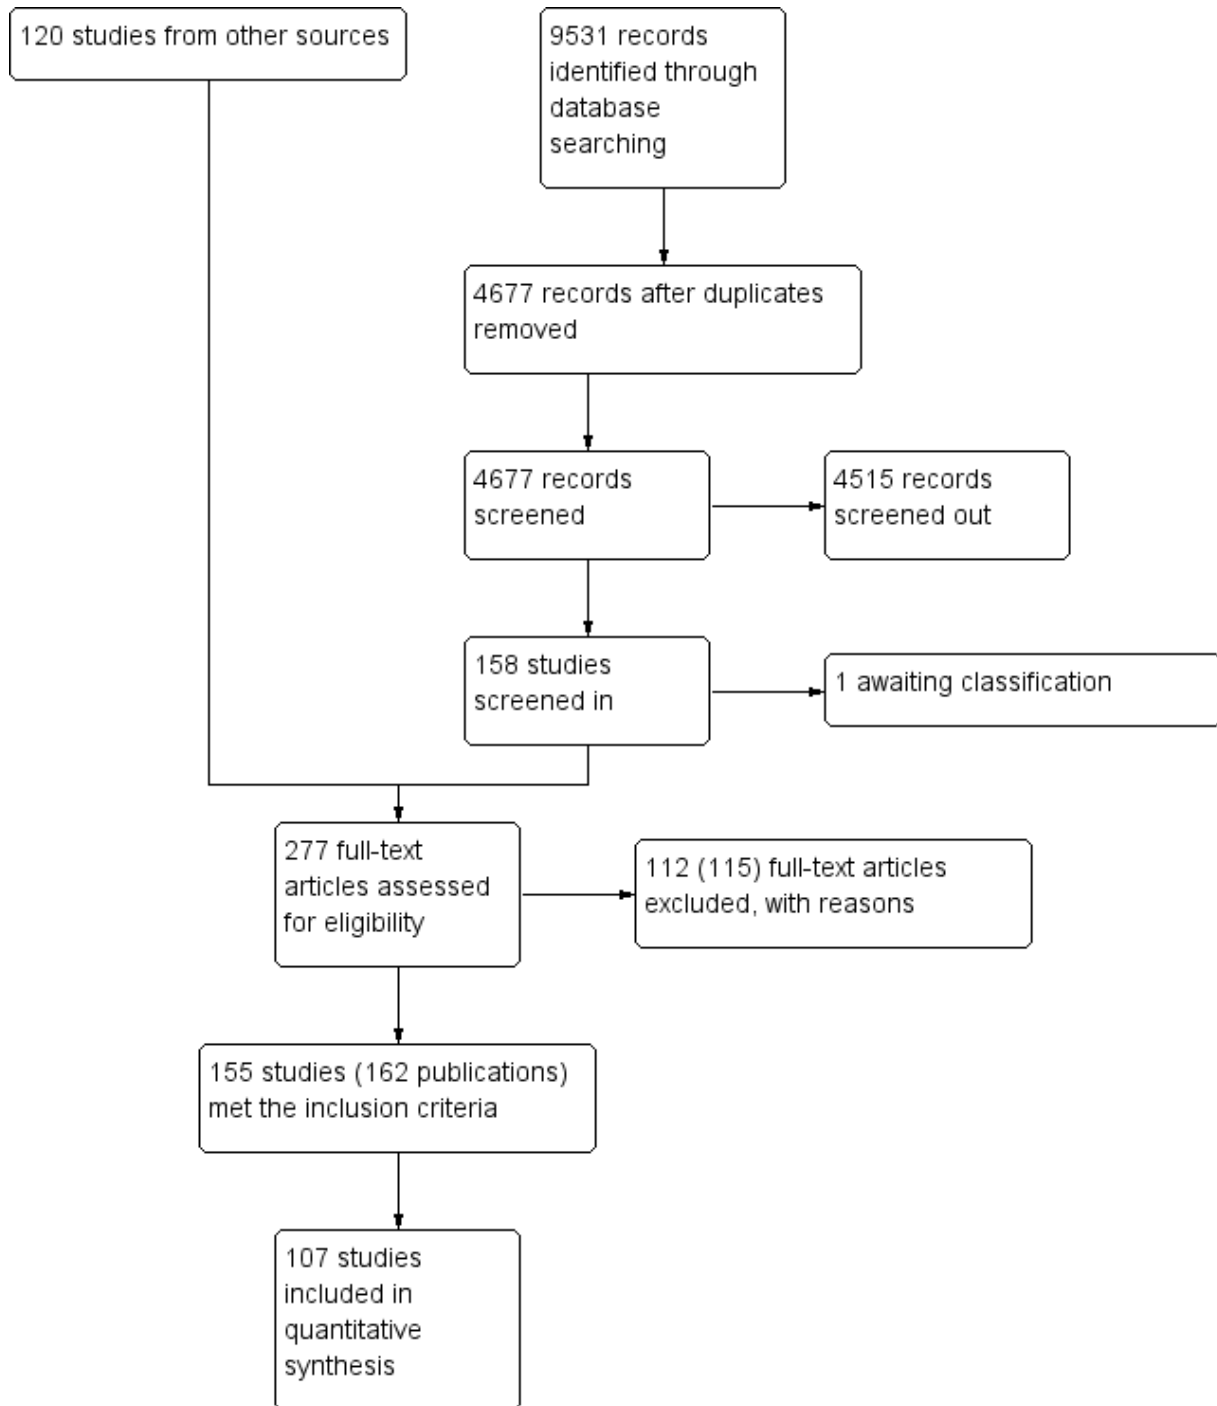 120 studies from other sources
9531 records
identified through
database
searching
4677 records after duplicates
removed
4677 records
screened
4515 records
screened out
158 studies
screened in
1 awaiting classification
277 full-text
articles assessed
for eligibility
112 (115) full-text articles
excluded, with reasons
155 studies (162 publications)
met the inclusion criteria
107 studies
included in
quantitative
synthesis